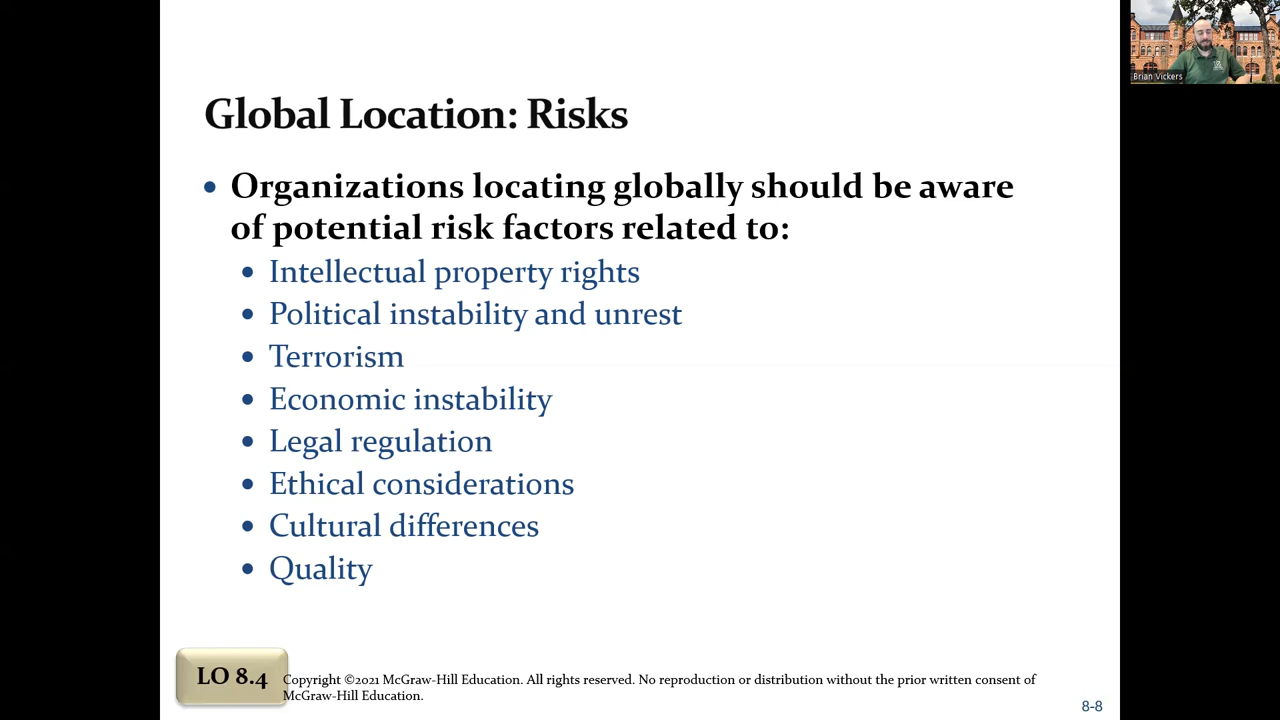 Global Location: Risks
• Organizations locating globally should be aware
of potential risk factors related to:
• Intellectual property rights
• Political instability and unrest
• Terrorism
• Economic instability
• Legal regulation
• Ethical considerations
• Cultural differences
• Quality
LO 8.4
Copyright ©2021 McGraw-Hill Education. All rights reserved. No reproduction or distribution without the prior written consent of
McGraw-Hill Education.
8-8
Brian Vickers